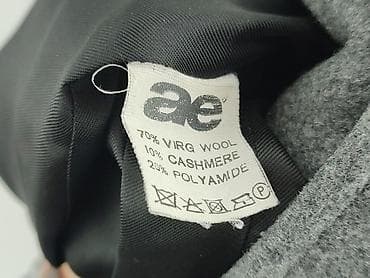 ae
70% VIRG WOOL
10% CASHMERE
20% POLYAMIDE
P